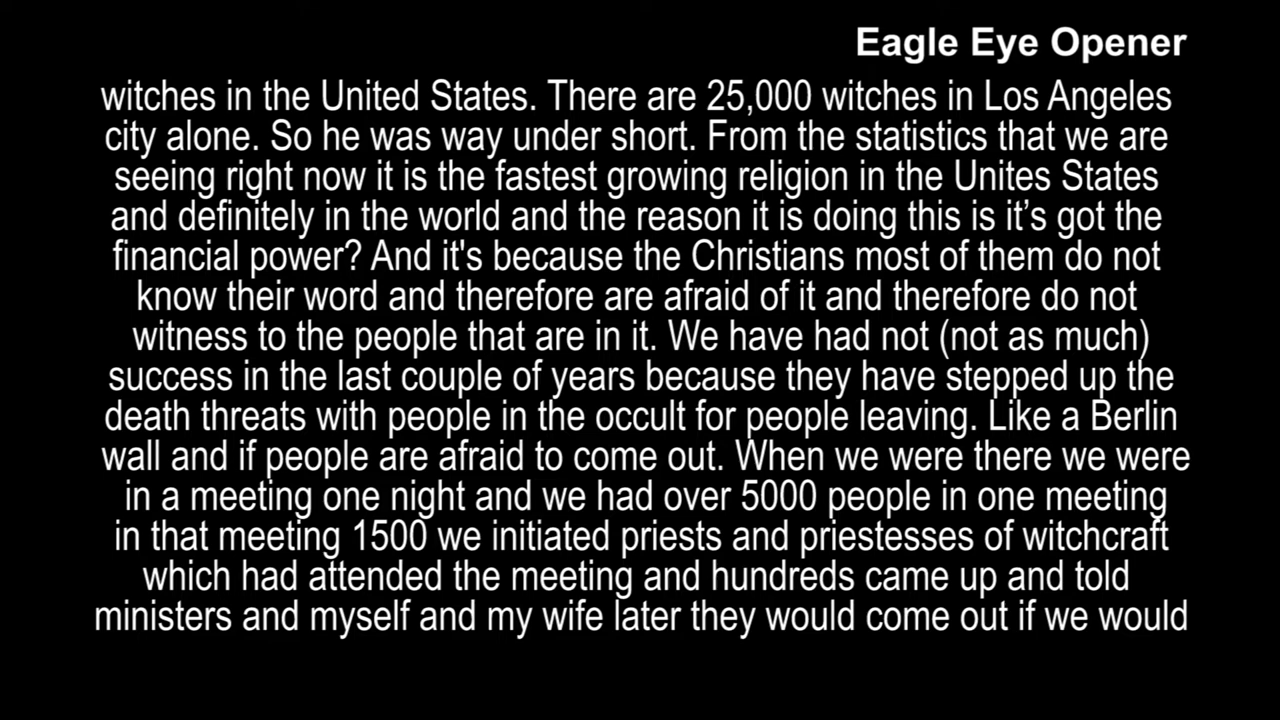 Eagle Eye Opener
witches in the United States. There are 25,000 witches in Los Angeles
city alone. So he was way under short. From the statistics that we are
seeing right now it is the fastest growing religion in the Unites States
and definitely in the world and the reason it is doing this is it’s got the
financial power? And it's because the Christians most of them do not
know their word and therefore are afraid of it and therefore do not
witness to the people that are in it. We have had not (not as much)
success in the last couple of years because they have stepped up the
death threats with people in the occult for people leaving. Like a Berlin
wall and if people are afraid to come out. When we were there we were
in a meeting one night and we had over 5000 people in one meeting
in that meeting 1500 we initiated priests and priestesses of witchcraft
which had attended the meeting and hundreds came up and told
ministers and myself and my wife later they would come out if we would